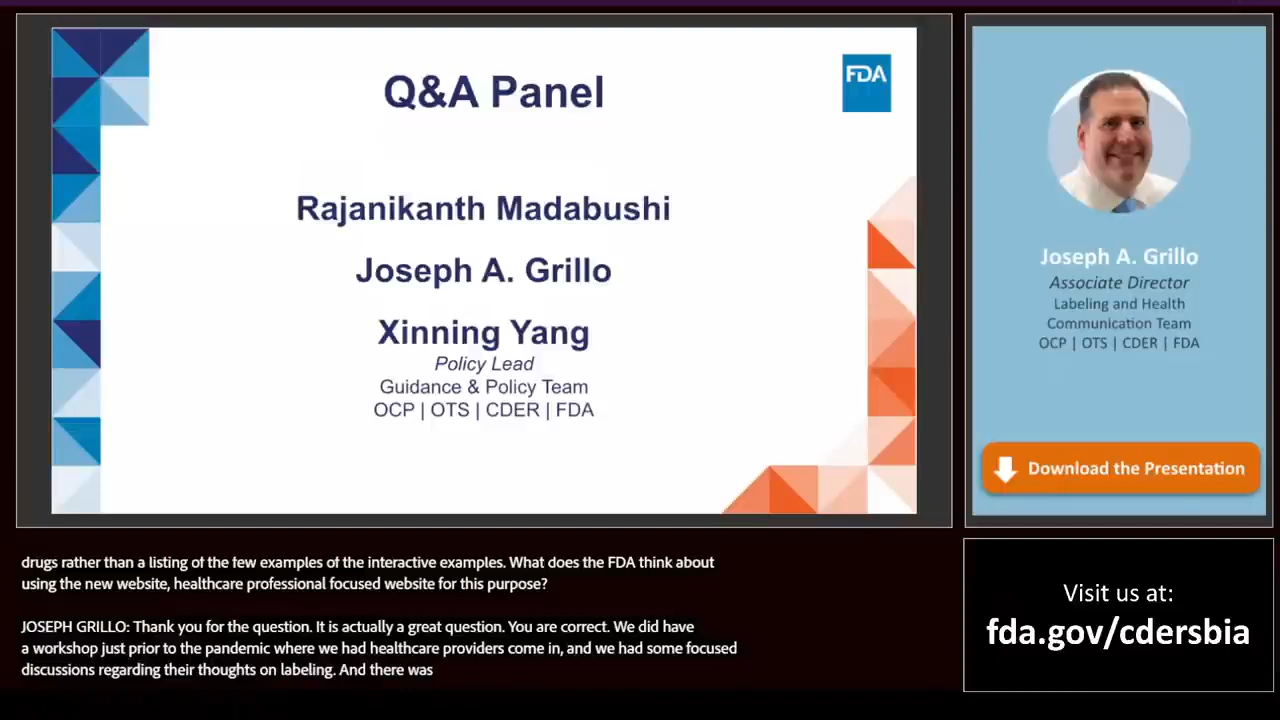 Q&A Panel
FDA
Rajanikanth Madabushi
Joseph A. Grillo
Xinning Yang
Policy Lead
Guidance & Policy Team
OCP | OTS | CDER | FDA
Joseph A. Grillo
Associate Director
Labeling and Health
Communication Team
OCP | OTS | CDER | FDA
Download the Presentation
drugs rather than a listing of the few examples of the interactive examples. What does the FDA think about
using the new website, healthcare professional focused website for this purpose?
JOSEPH GRILLO: Thank you for the question. It is actually a great question. You are correct. We did have
a workshop just prior to the pandemic where we had healthcare providers come in, and we had some focused
discussions regarding their thoughts on labeling. And there was
Visit us at:
fda.gov/cdersbia